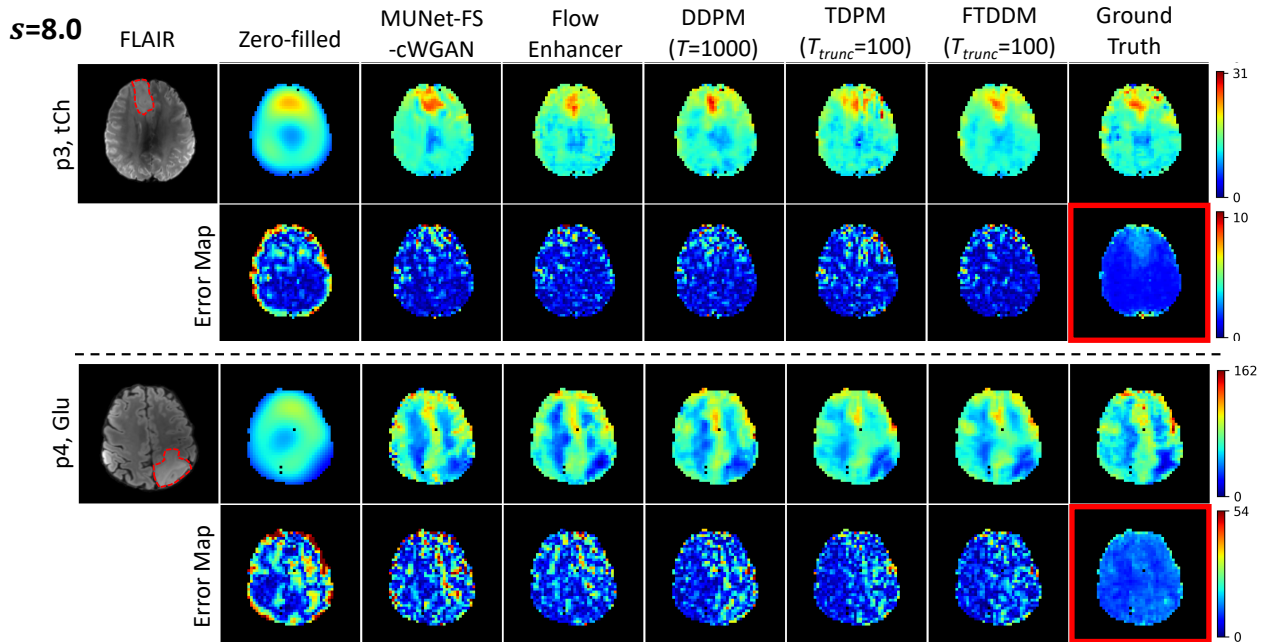 s=8.0
FLAIR
Zero-filled
MUNet-FS
-cWGAN
Flow
Enhancer
DDPM
(T=1000)
TDPM
(Ttrunc=100)
FTDDM
(Ttrunc=100)
Ground
Truth
p3, tCh
31
0
Error Map
10
0
p4, Glu
162
0
Error Map
54
0